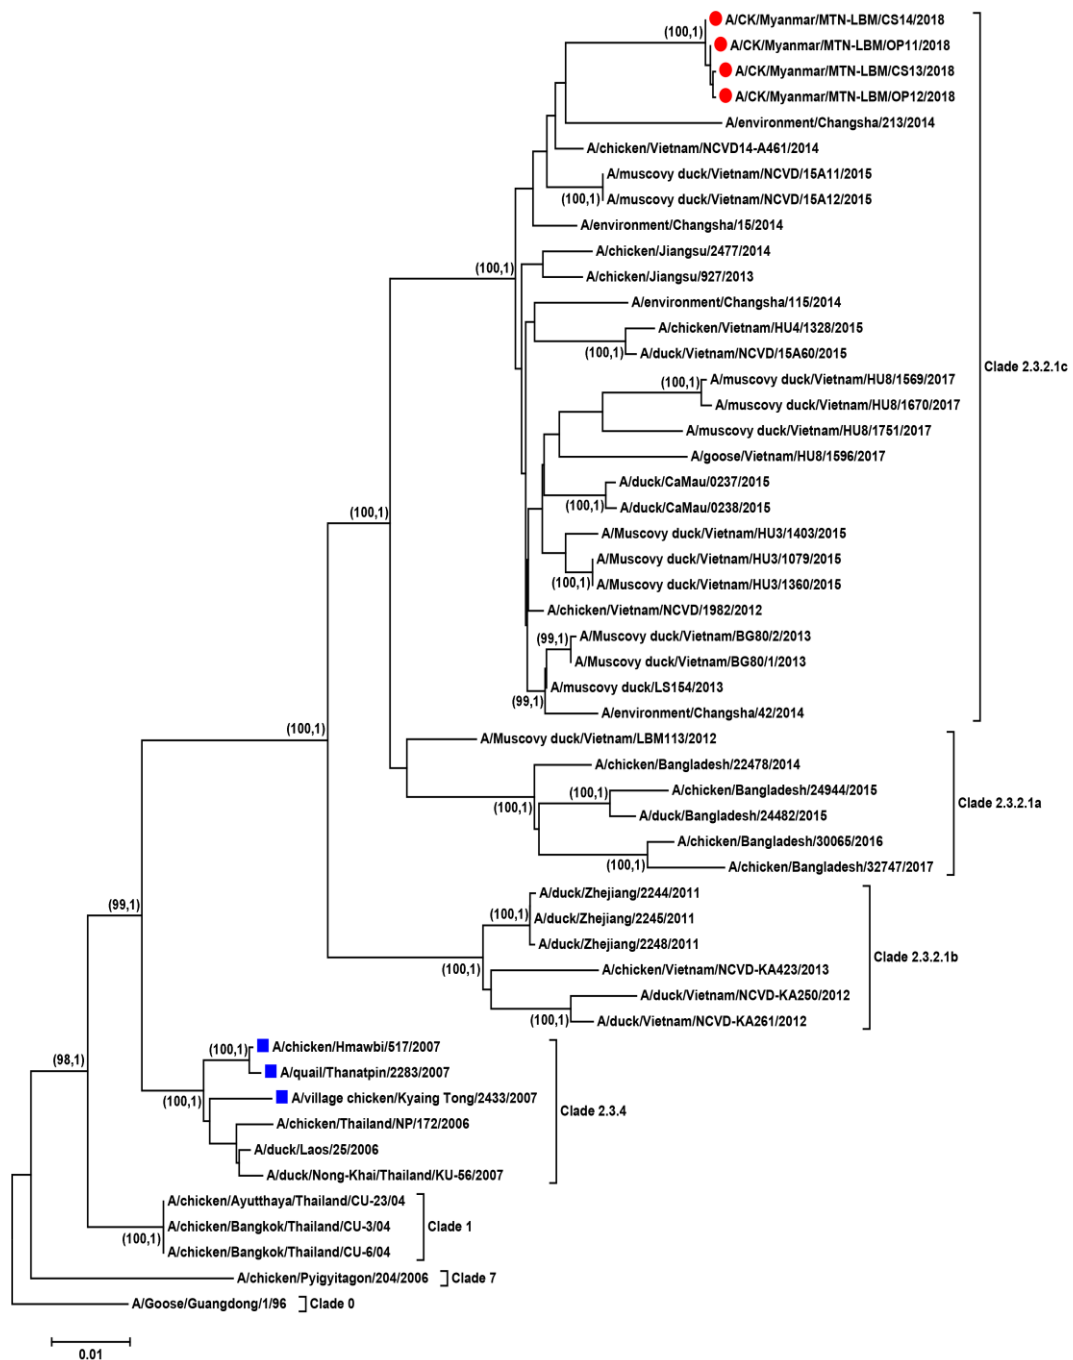 A/CK/Myanmar/MTN-LBM/CS14/2018
(100,1)
A/CK/Myanmar/MTN-LBM/OP11/2018
A/CK/Myanmar/MTN-LBM/CS13/2018
A/CK/Myanmar/MTN-LBM/OP12/2018
A/environment/Changsha/213/2014
A/chicken/Vietnam/NCVD14-A461/2014
A/muscovy duck/Vietnam/NCVD/15A11/2015
(100,1)
A/muscovy duck/Vietnam/NCVD/15A12/2015
A/environment/Changsha/15/2014
A/chicken/Jiangsu/2477/2014
(100,1)
A/chicken/Jiangsu/927/2013
A/environment/Changsha/115/2014
A/chicken/Vietnam/HU4/1328/2015
(100,1)
A/duck/Vietnam/NCVD/15A60/2015
Clade 2.3.2.1c
(100,1)
A/muscovy duck/Vietnam/HU8/1569/2017
A/muscovy duck/Vietnam/HU8/1670/2017
A/muscovy duck/Vietnam/HU8/1751/2017
A/goose/Vietnam/HU8/1596/2017
A/duck/CaMau/0237/2015
(100,1)
A/duck/CaMau/0238/2015
(100,1)
A/Muscovy duck/Vietnam/HU3/1403/2015
A/Muscovy duck/Vietnam/HU3/1079/2015
(100,1)
A/Muscovy duck/Vietnam/HU3/1360/2015
A/chicken/Vietnam/NCVD/1982/2012
(99,1)
A/Muscovy duck/Vietnam/BG80/2/2013
A/Muscovy duck/Vietnam/BG80/1/2013
A/muscovy duck/LS154/2013
(99,1)
A/environment/Changsha/42/2014
(100,1)
A/Muscovy duck/Vietnam/LBM113/2012
A/chicken/Bangladesh/22478/2014
(100,1)
A/chicken/Bangladesh/24944/2015
(100,1)
A/duck/Bangladesh/24482/2015
Clade 2.3.2.1a
A/chicken/Bangladesh/30065/2016
(100,1)
A/chicken/Bangladesh/32747/2017
A/duck/Zhejiang/2244/2011
(99,1)
(100,1)
A/duck/Zhejiang/2245/2011
A/duck/Zhejiang/2248/2011
Clade 2.3.2.1b
(100,1)
A/chicken/Vietnam/NCVD-KA423/2013
A/duck/Vietnam/NCVD-KA250/2012
(100,1)
A/duck/Vietnam/NCVD-KA261/2012
(100,1)
A/chicken/Hmawbi/517/2007
(98,1)
A/quail/Thanatpin/2283/2007
(100,1)
A/village chicken/Kyaing Tong/2433/2007
Clade 2.3.4
A/chicken/Thailand/NP/172/2006
A/duck/Laos/25/2006
A/duck/Nong-Khai/Thailand/KU-56/2007
A/chicken/Ayutthaya/Thailand/CU-23/04
A/chicken/Bangkok/Thailand/CU-3/04
Clade 1
(100,1)
A/chicken/Bangkok/Thailand/CU-6/04
A/chicken/Pyigyitagon/204/2006
Clade 7
A/Goose/Guangdong/1/96
Clade 0
0.01